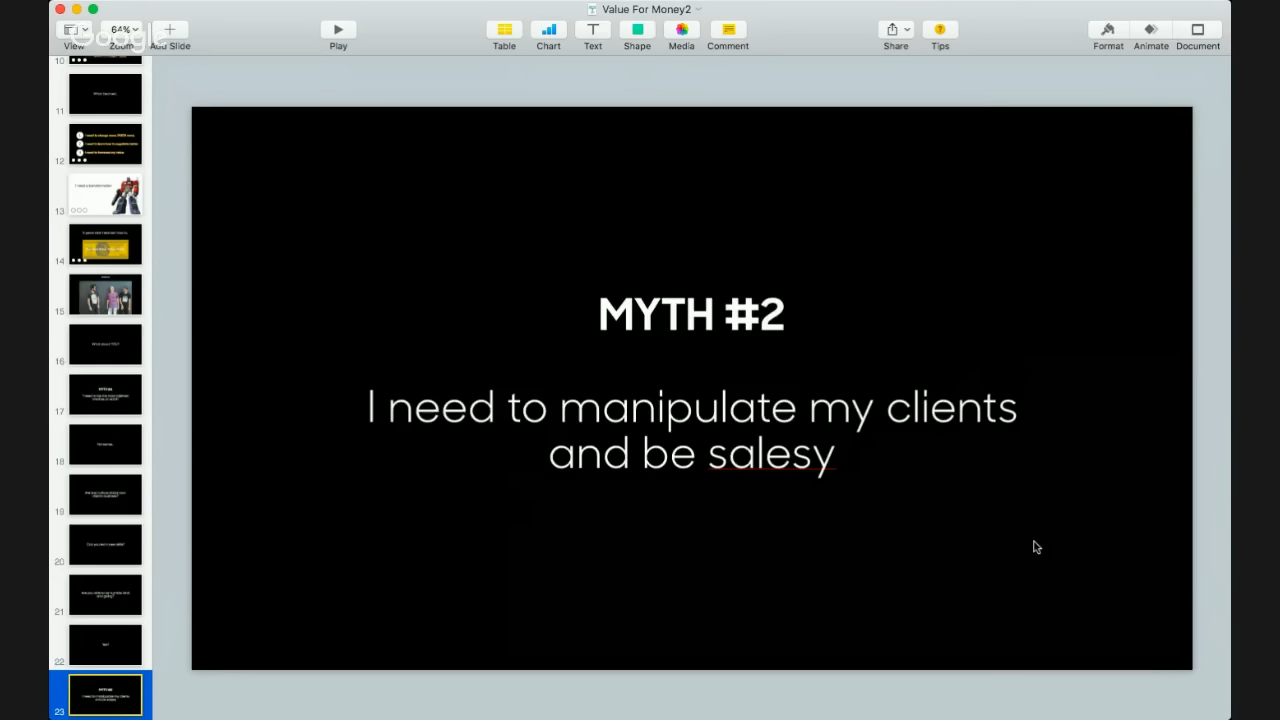 Value For Money2
64%
Google
View
Zoom
Add Slide
Play
Table
Chart
Text
Shape
Media
Comment
Share
Tips
Format
Animate
Document
10
11
12
13
14
15
16
17
18
19
20
21
22
23
MYTH #2
I need to manipulate my clients
and be salesy